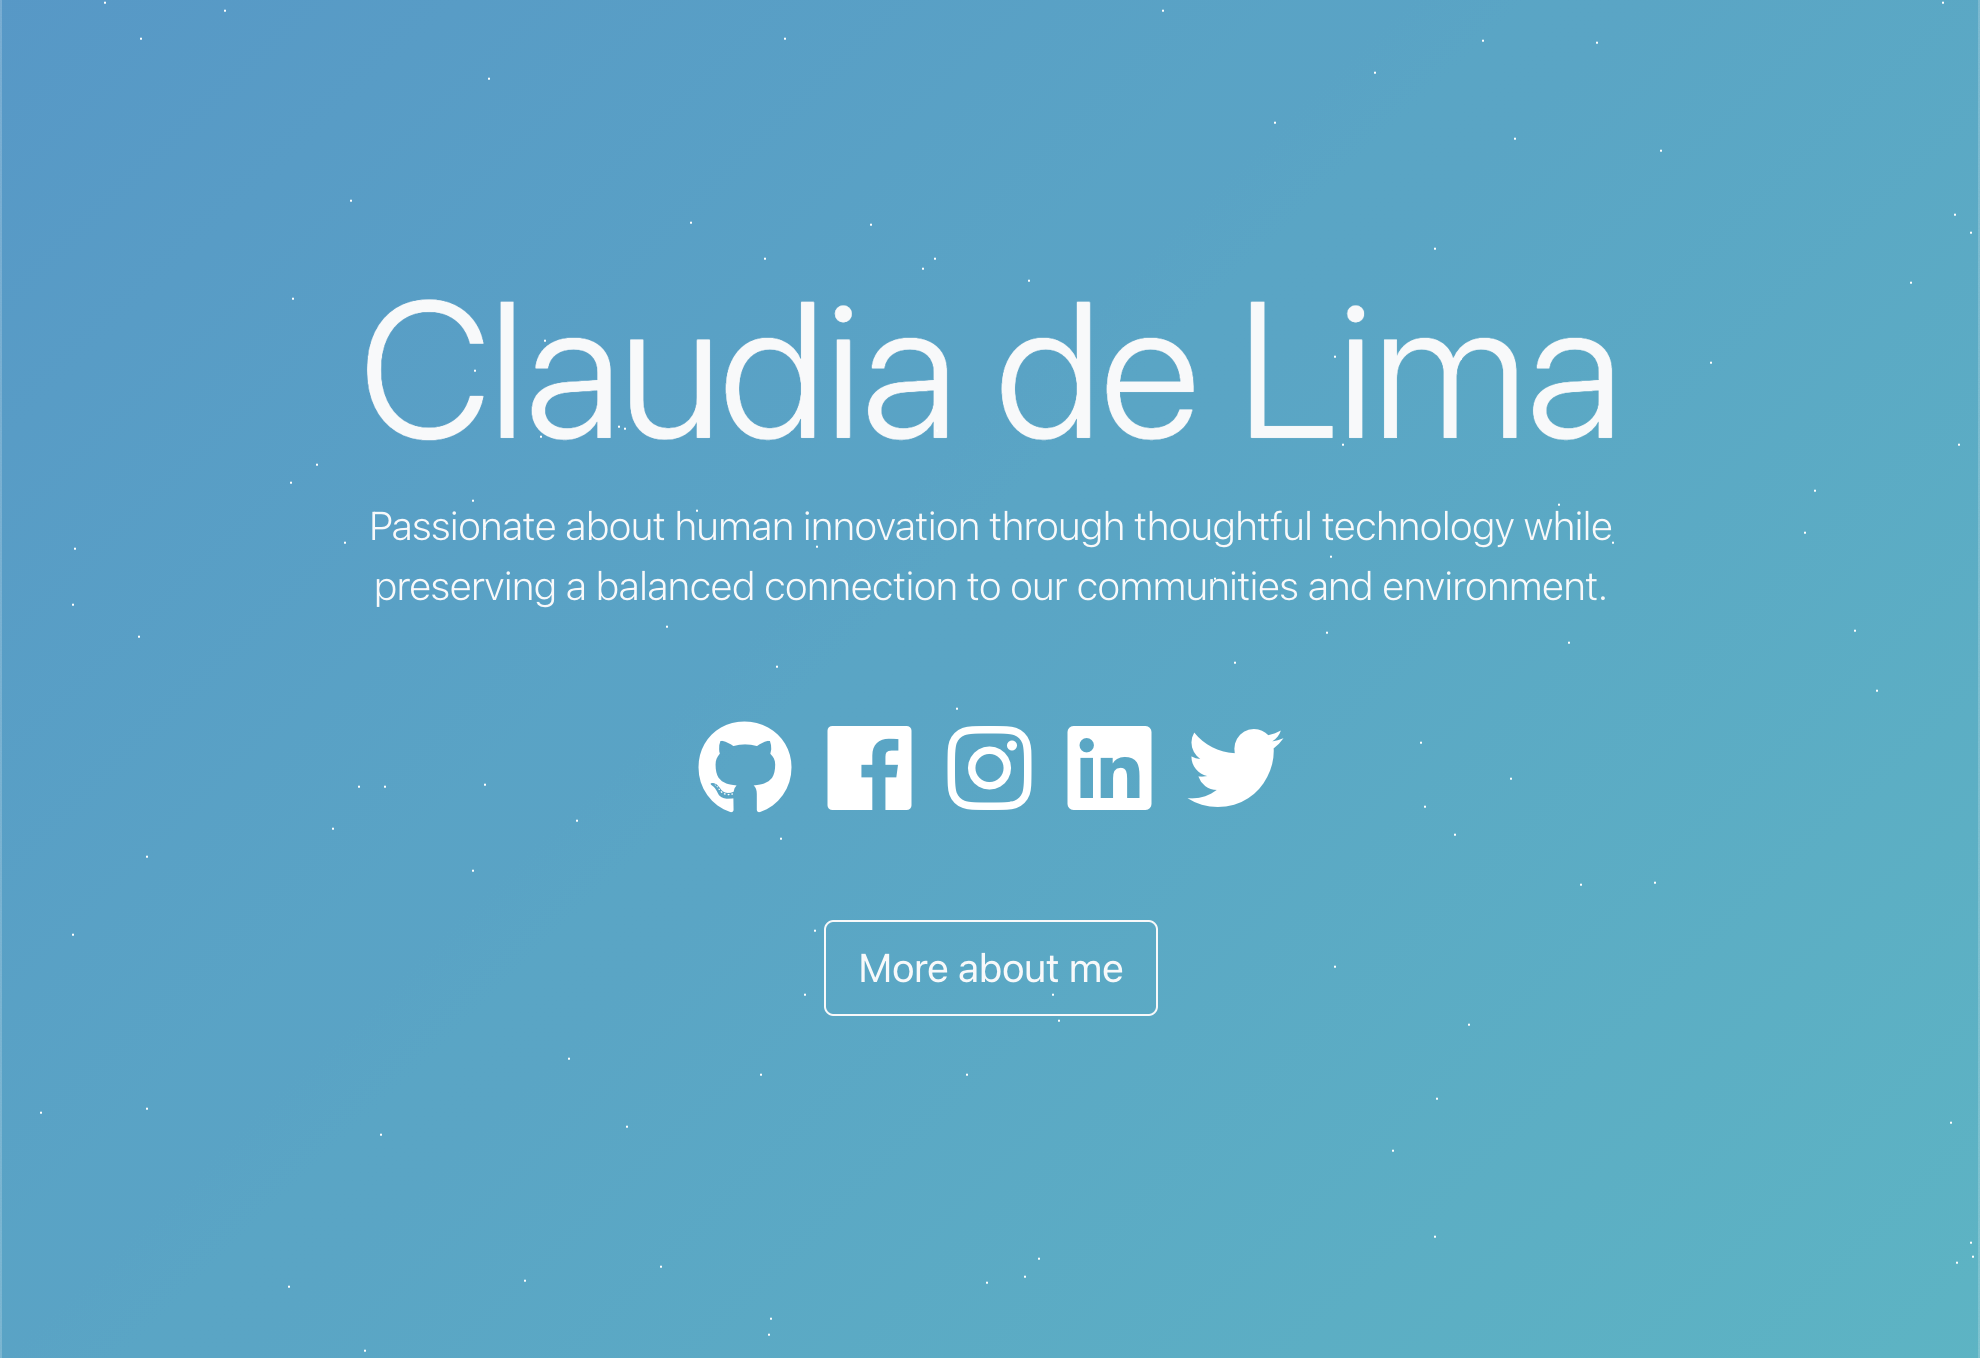 Claudia de Lima
Passionate about human innovation through thoughtful technology while
preserving a balanced connection to our communities and environment.
More about me